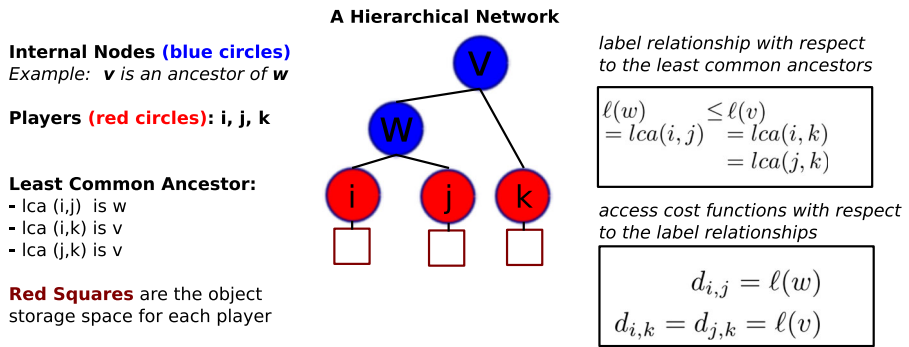 A Hierarchical Network
Internal Nodes (blue circles)
Example: v is an ancestor of w
Players (red circles): i, j, k
Least Common Ancestor:
- lca (i,j) is w
- lca (i,k) is v
- lca (j,k) is v
Red Squares are the object
storage space for each player
v
w
i
j
k
label relationship with respect
to the least common ancestors
ℓ(w) ≤ ℓ(v)
= lca(i, j) = lca(i, k)
= lca(j, k)
access cost functions with respect
to the label relationships
d_{i,j} = ℓ(w)
d_{i,k} = d_{j,k} = ℓ(v)